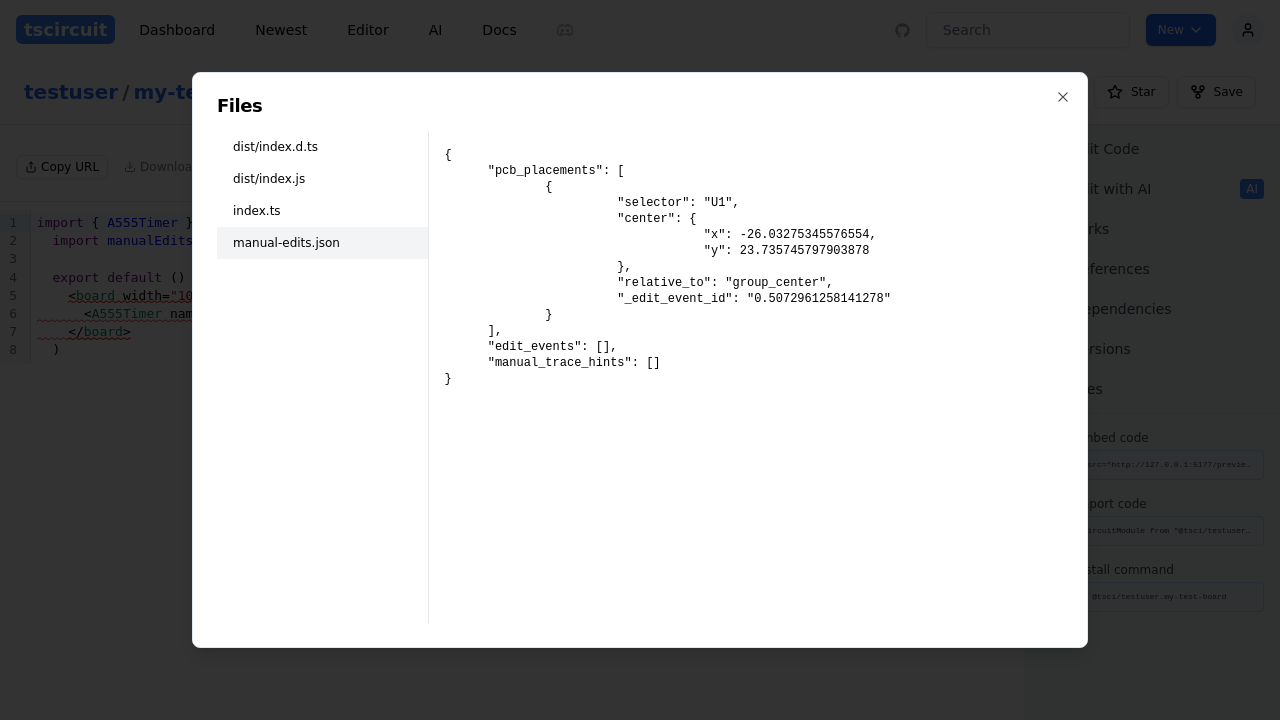 tscircuit Dashboard Newest Editor AI Docs Search New
testuser / my-te Star Save
Files
dist/index.d.ts
dist/index.js
index.ts
manual-edits.json
{
"pcb_placements": [
{
"selector": "U1",
"center": {
"x": -26.03275345576554,
"y": 23.735745797903878
},
"relative_to": "group_center",
"_edit_event_id": "0.5072961258141278"
}
],
"edit_events": [],
"manual_trace_hints": []
}
Copy URL Downloa
1 import { A555Timer }
2 import manualEdits
3
4 export default ()
5 <board width="10
6 <A555Timer nam
7 </board>
8 )
it Code
it with AI AI
rks
ferences
ependencies
rsions
es
nbed code
src="http://127.0.0.1:5177/previe…
port code
ircuitModule from "@tsci/testuser.…
stall command
@tsci/testuser.my-test-board